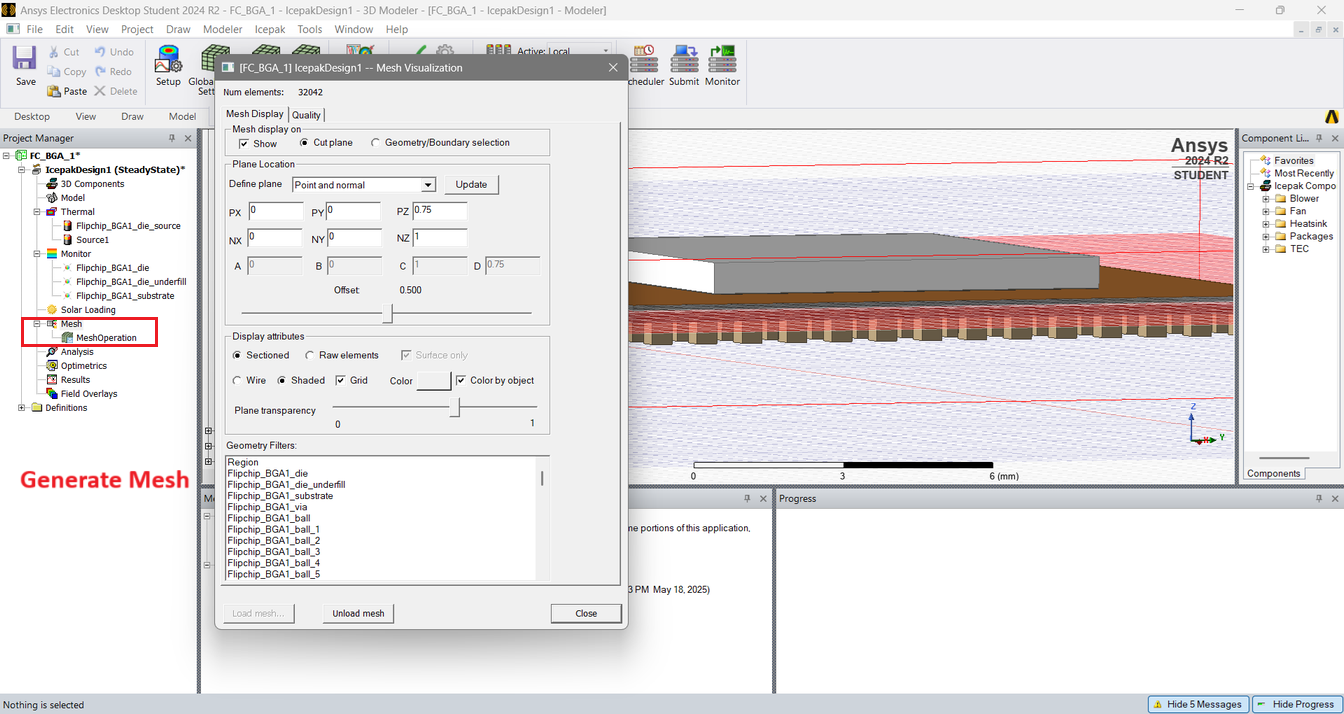 Ansys Electronics Desktop Student 2024 R2 - FC_BGA_1 - IcepakDesign1 - 3D Modeler - [FC_BGA_1 - IcepakDesign1 - Modeler]
File Edit View Project Draw Modeler Icepak Tools Window Help
Save
Cut
Copy
Paste
Undo
Redo
Delete
Setup
Active: Local
Submit
Monitor
Desktop View Draw Model
Project Manager
FC_BGA_1*
IcepakDesign1 (SteadyState)*
3D Components
Model
Thermal
Flipchip_BGA1_die_source
Source1
Monitor
Flipchip_BGA1_die
Flipchip_BGA1_die_underfill
Flipchip_BGA1_substrate
Solar Loading
Mesh
MeshOperation
Analysis
Optimetrics
Results
Field Overlays
Definitions
Generate Mesh
[FC_BGA_1] IcepakDesign1 -- Mesh Visualization
Num elements: 32042
Mesh Display Quality
Mesh display on
Show Cut plane Geometry/Boundary selection
Plane Location
Define plane Point and normal Update
PX 0 PY 0 PZ 0.75
NX 0 NY 0 NZ 1
A 0 B 0 C 1 D 0.75
Offset: 0.500
Display attributes
Sectioned Raw elements Surface only
Wire Shaded Grid Color Color by object
Plane transparency
0 1
Geometry Filters:
Region
Flipchip_BGA1_die
Flipchip_BGA1_die_underfill
Flipchip_BGA1_substrate
Flipchip_BGA1_via
Flipchip_BGA1_ball
Flipchip_BGA1_ball_1
Flipchip_BGA1_ball_2
Flipchip_BGA1_ball_3
Flipchip_BGA1_ball_4
Flipchip_BGA1_ball_5
Load mesh... Unload mesh Close
Ansys
2024 R2
STUDENT
Z
Y
0 3 6 (mm)
Component Li...
Favorites
Most Recently
Icepak Compo
Blower
Fan
Heatsink
Packages
TEC
Components
me portions of this application,
3 PM May 18, 2025)
Progress
Nothing is selected
Hide 5 Messages
Hide Progress